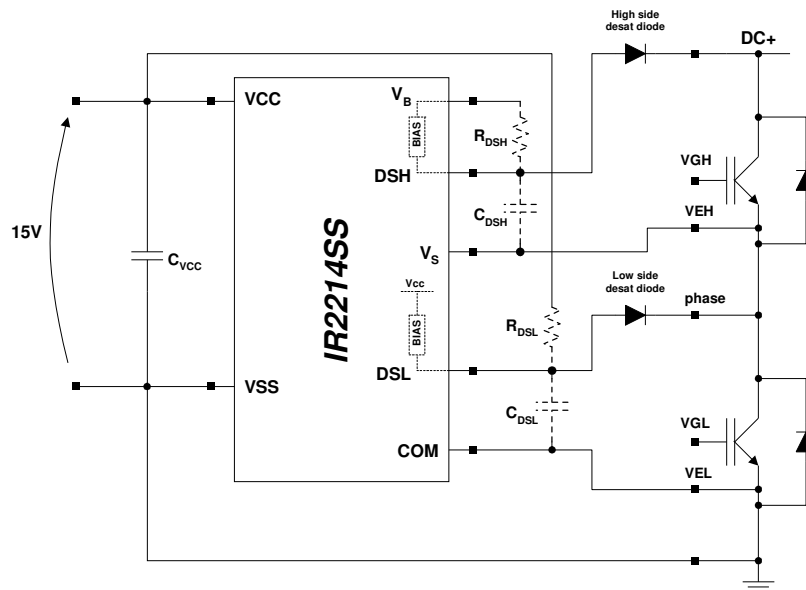 High side
desat diode
DC+
VCC
VB
BIAS
RDSH
DSH
CDSH
VGH
VEH
15V
CVCC
IR2214SS
VS
Vcc
BIAS
Low side
desat diode
phase
RDSL
DSL
VSS
CDSL
VGL
COM
VEL